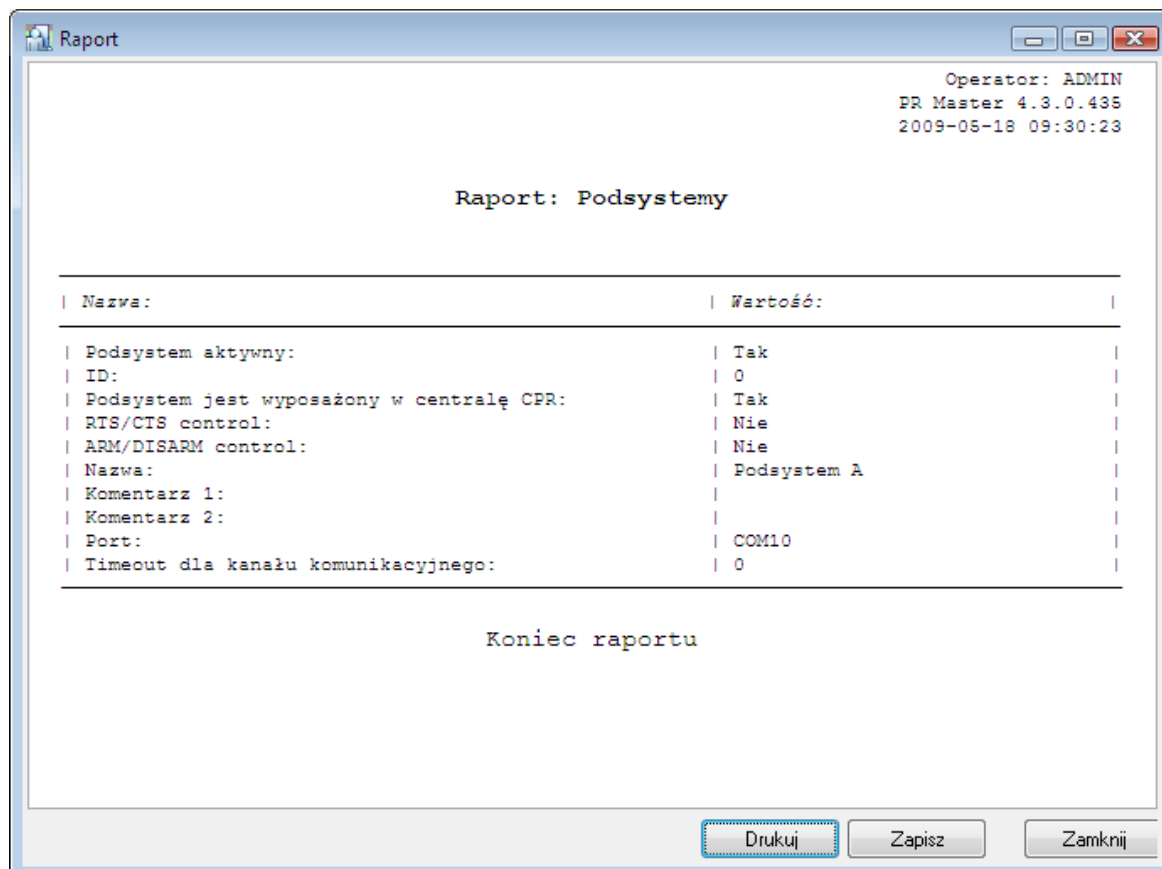 Raport
Operator: ADMIN
PR Master 4.3.0.435
2009-05-18 09:30:23
Raport: Podsystemy
| Nazwa: | Wartość: |
| Podsystem aktywny: | Tak |
| ID: | 0 |
| Podsystem jest wyposażony w centralę CPR: | Tak |
| RTS/CTS control: | Nie |
| ARM/DISARM control: | Nie |
| Nazwa: | Podsystem A |
| Komentarz 1: | |
| Komentarz 2: | |
| Port: | COM10 |
| Timeout dla kanału komunikacyjnego: | 0 |
Koniec raportu
Drukuj Zapisz Zamknij